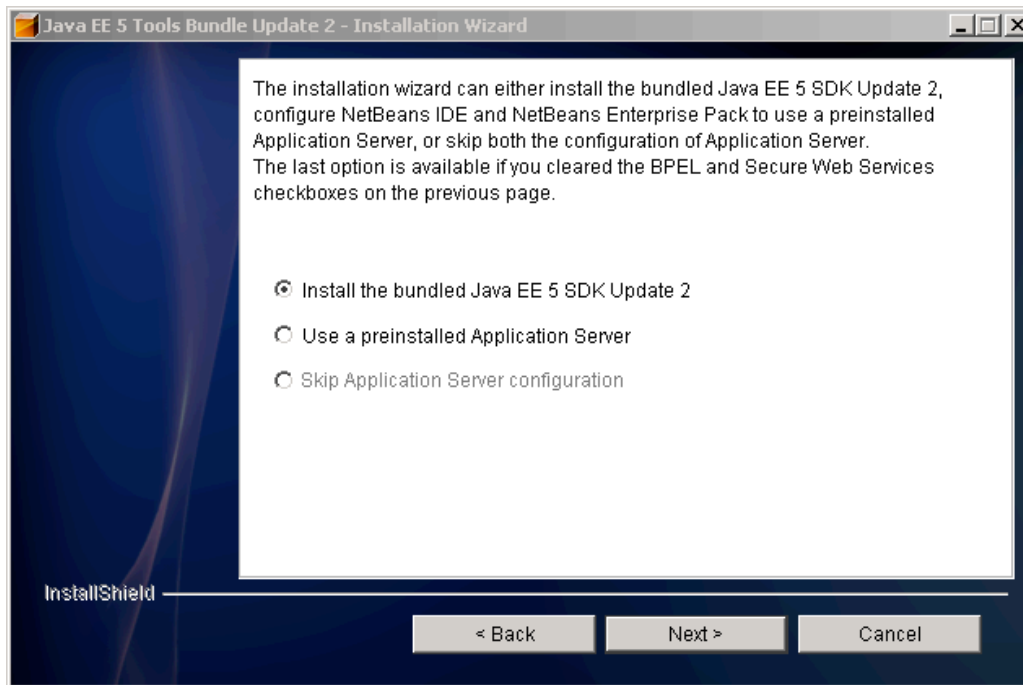 Java EE 5 Tools Bundle Update 2 - Installation Wizard
The installation wizard can either install the bundled Java EE 5 SDK Update 2,
configure NetBeans IDE and NetBeans Enterprise Pack to use a preinstalled
Application Server, or skip both the configuration of Application Server.
The last option is available if you cleared the BPEL and Secure Web Services
checkboxes on the previous page.
Install the bundled Java EE 5 SDK Update 2
Use a preinstalled Application Server
Skip Application Server configuration
InstallShield
< Back
Next >
Cancel